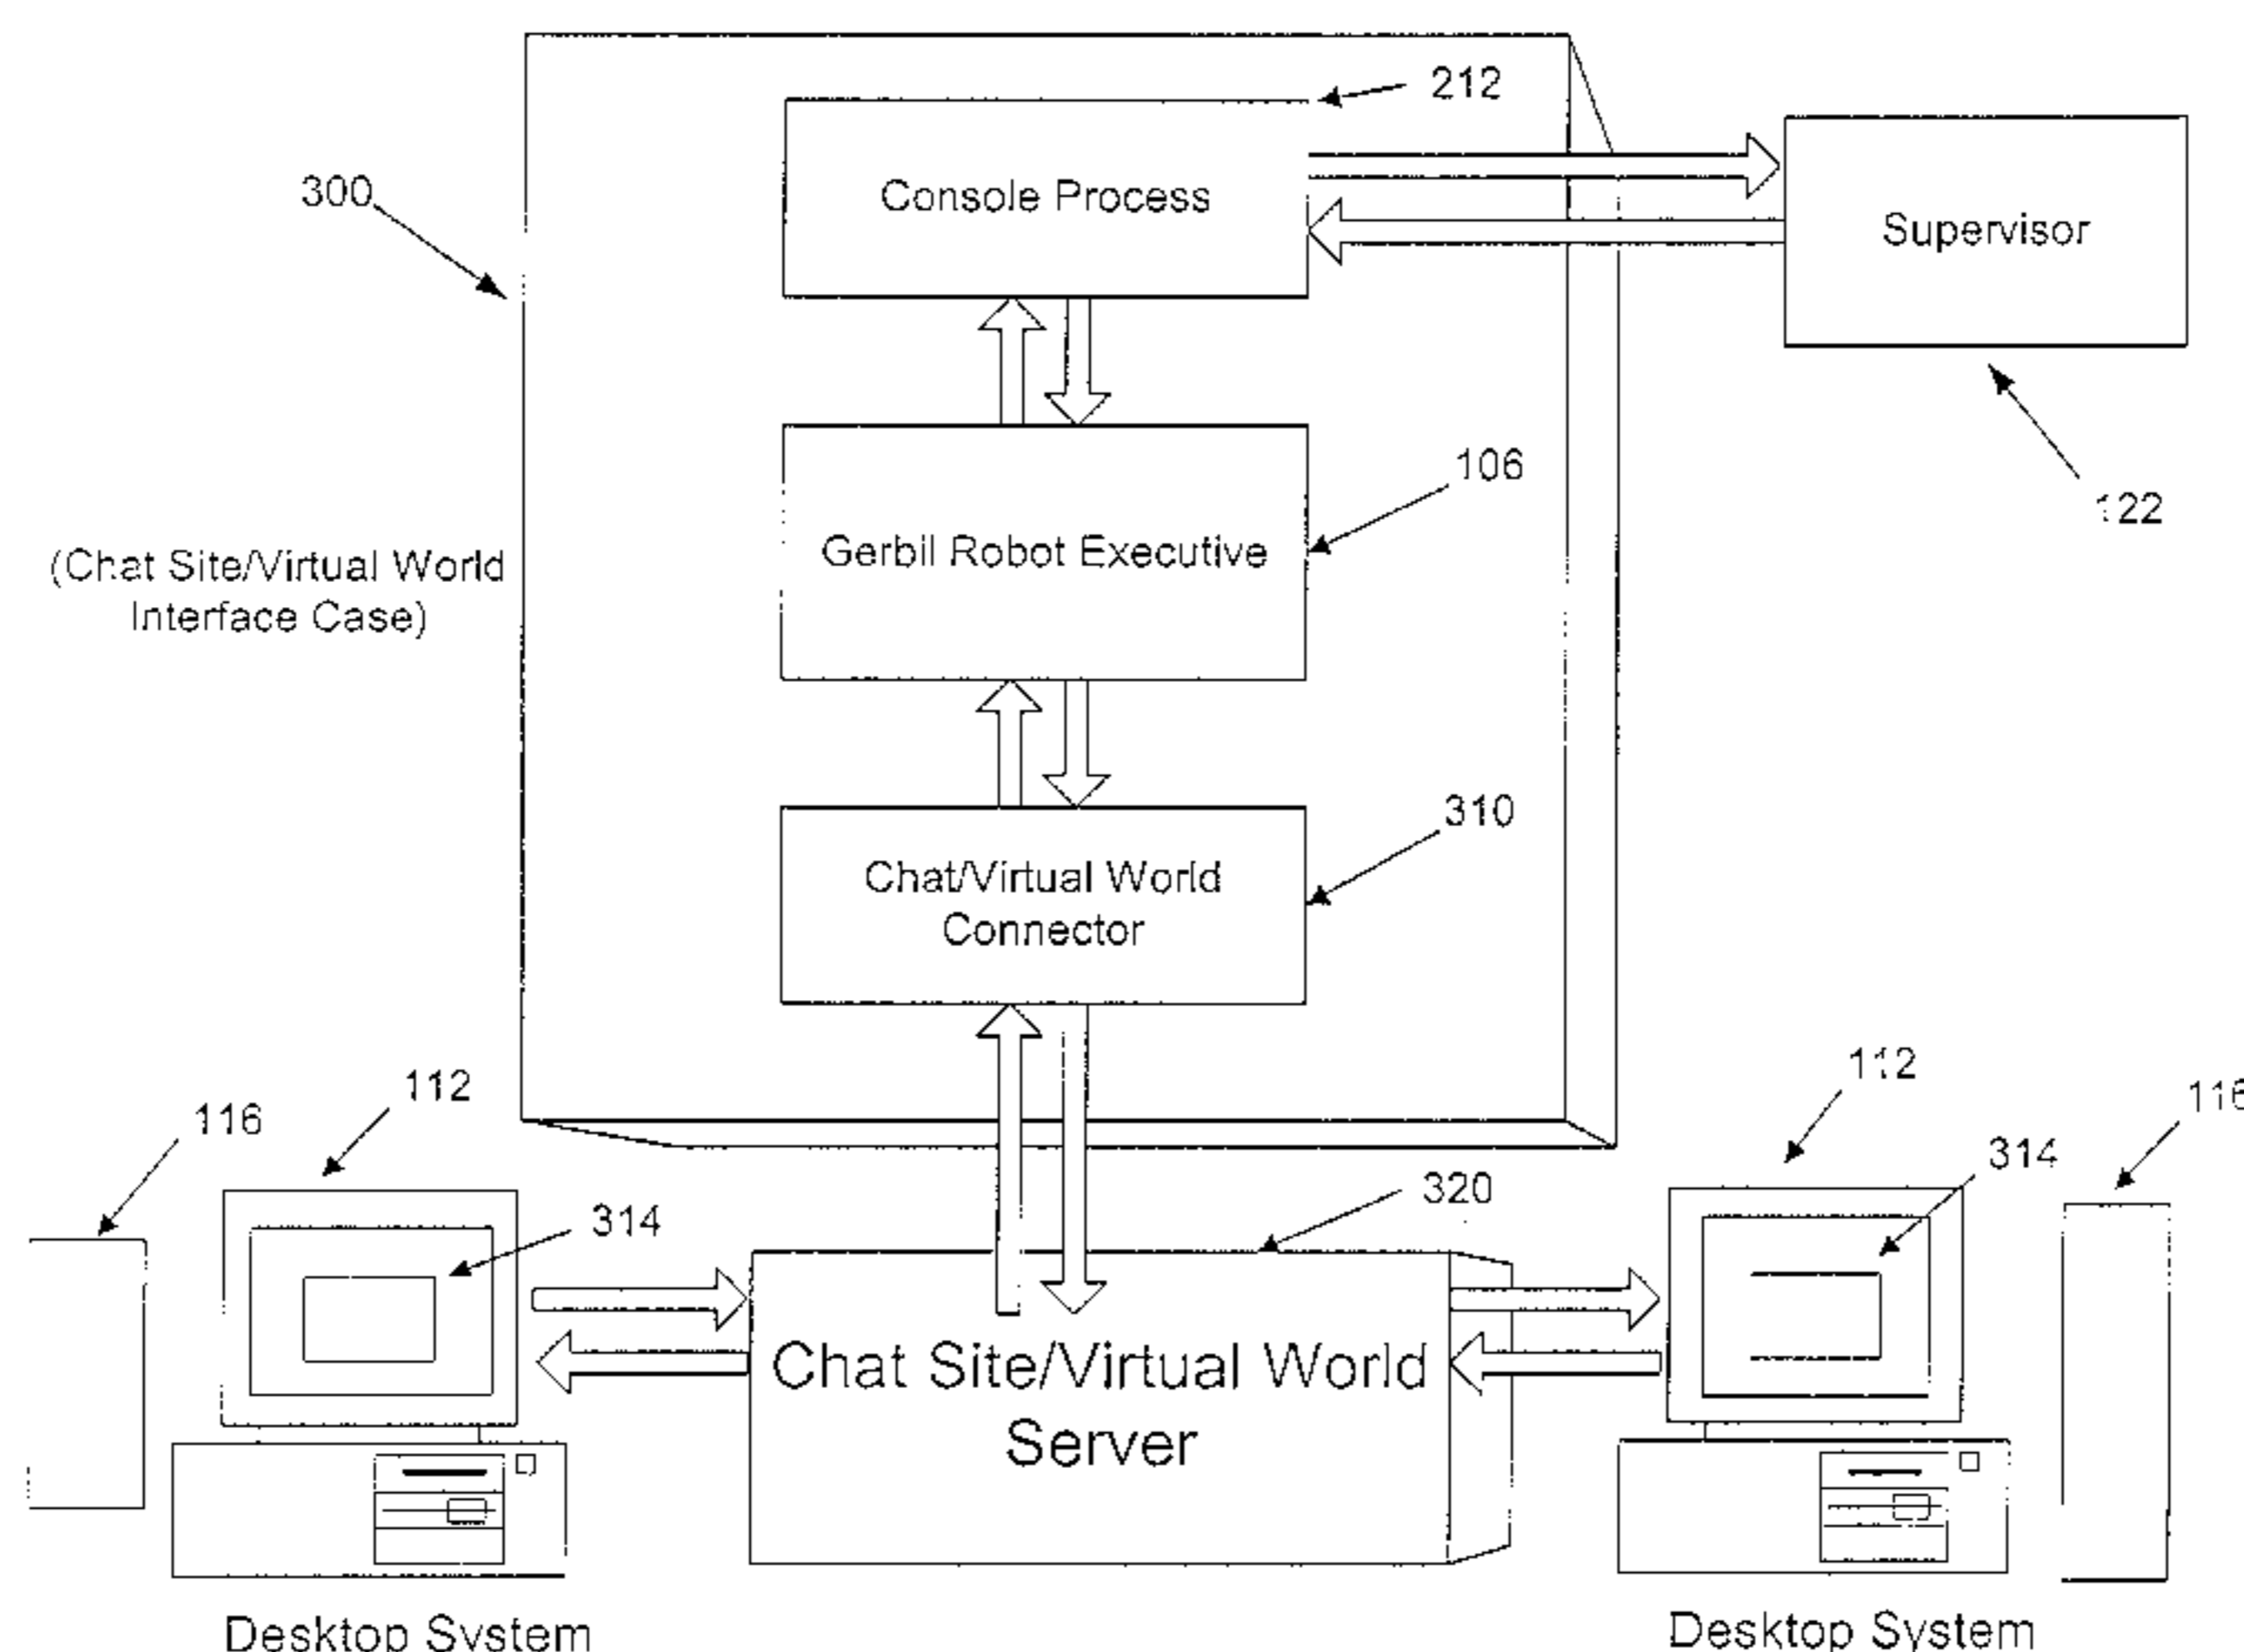 212
300
Console Process
Supervisor
106
122
Gerbil Robot Executive
(Chat Site/Virtual World
Interface Case)
310
Chat/Virtual World
Connector
116
112
314
320
112
314
116
Chat Site/Virtual World
Server
Desktop System
Desktop System